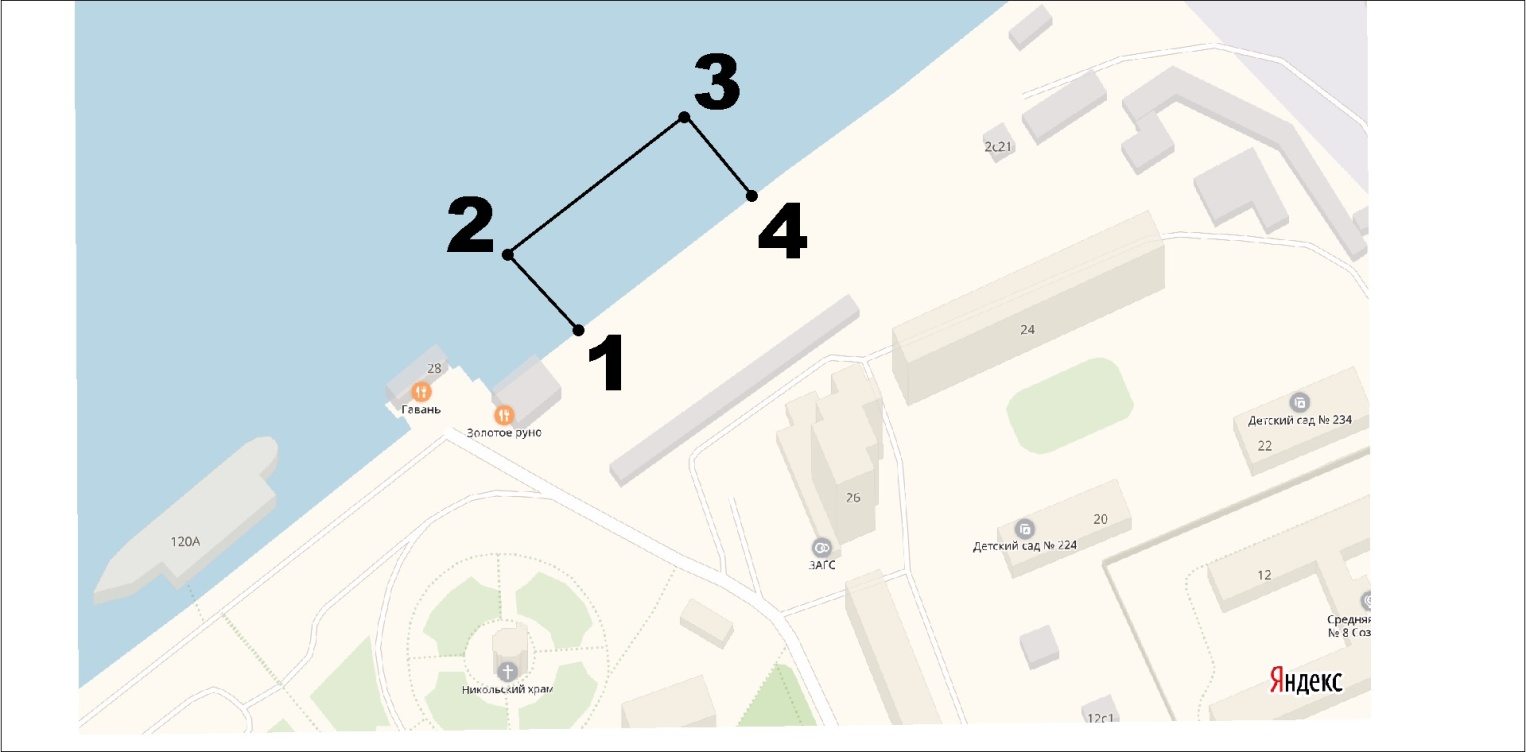 3
2с21
2
4
24
1
28
Гавань
Золотое руно
Детский сад № 234
22
26
20
Детский сад № 224
120А
ЗАГС
12
Средняя
№ 8 Соз
Никольский храм
Яндекс
12с1